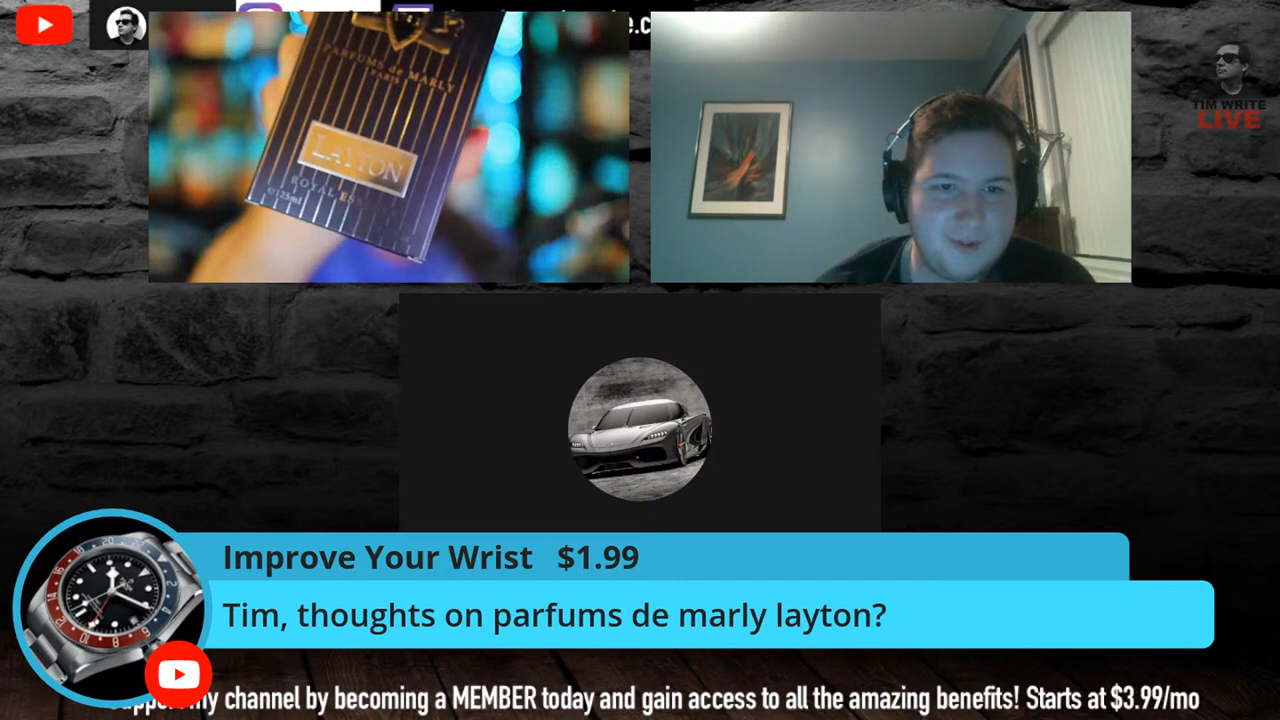 PARFUMS de MARLY
PARIS
LAYTON
ROYAL ES
125ml
TIM WRITE
LIVE
Improve Your Wrist $1.99
Tim, thoughts on parfums de marly layton?
my channel by becoming a MEMBER today and gain access to all the amazing benefits! Starts at $3.99/mo